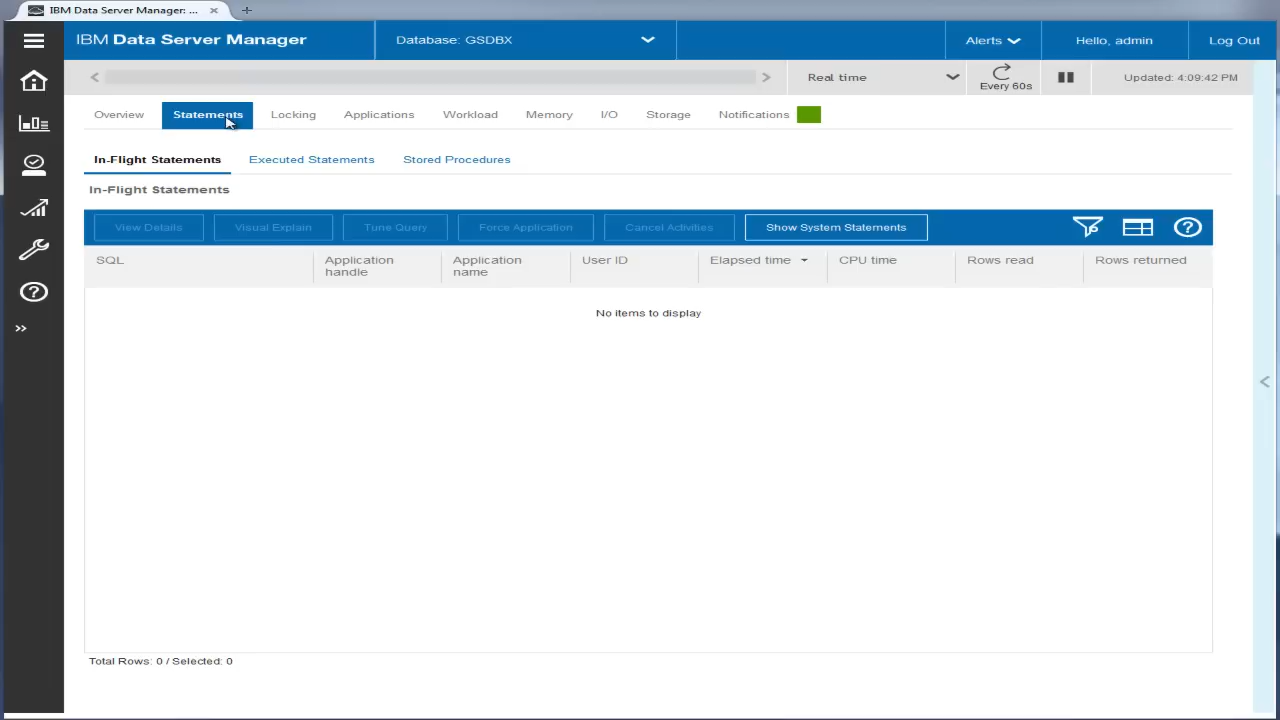 IBM Data Server Manager: ...
IBM Data Server Manager
Database: GSDBX
Alerts
Hello, admin
Log Out
Real time
Every 60s
Updated: 4:09:42 PM
Overview
Statements
Locking
Applications
Workload
Memory
I/O
Storage
Notifications
In-Flight Statements
Executed Statements
Stored Procedures
In-Flight Statements
View Details
Visual Explain
Tune Query
Force Application
Cancel Activities
Show System Statements
SQL
Application
handle
Application
name
User ID
Elapsed time
CPU time
Rows read
Rows returned
No items to display
Total Rows: 0 / Selected: 0